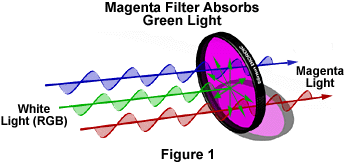 Magenta Filter Absorbs
Green Light
Magenta
Light
White
Light (RGB)
Figure 1